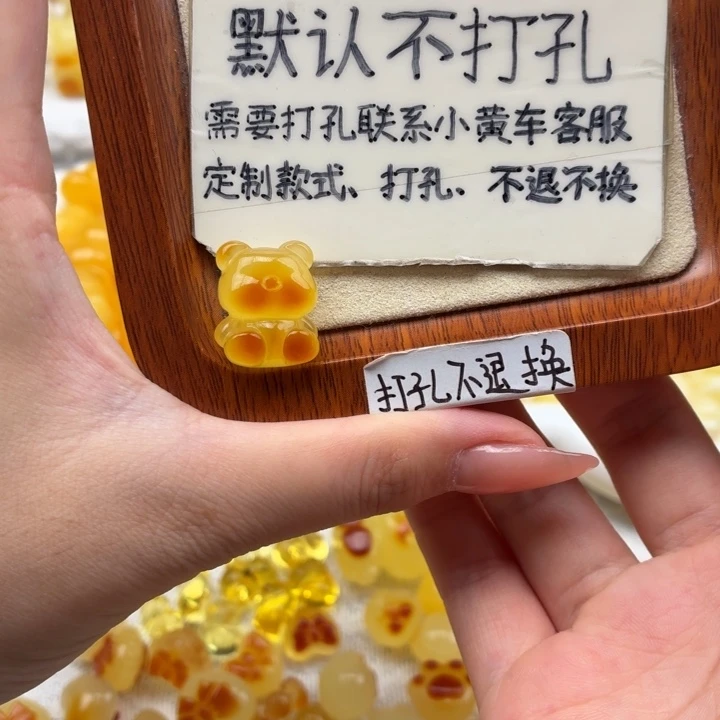 默认不打孔
需要打孔联系小黄车客服
定制款式、打孔、不退不换
打孔不退换